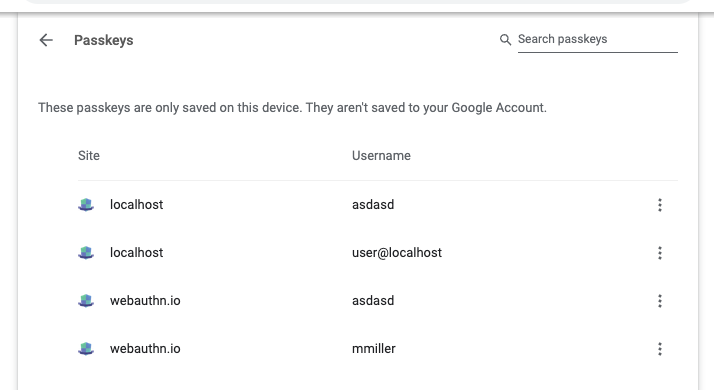 Passkeys
Search passkeys
These passkeys are only saved on this device. They aren't saved to your Google Account.
Site Username
localhost asdasd
localhost user@localhost
webauthn.io asdasd
webauthn.io mmiller